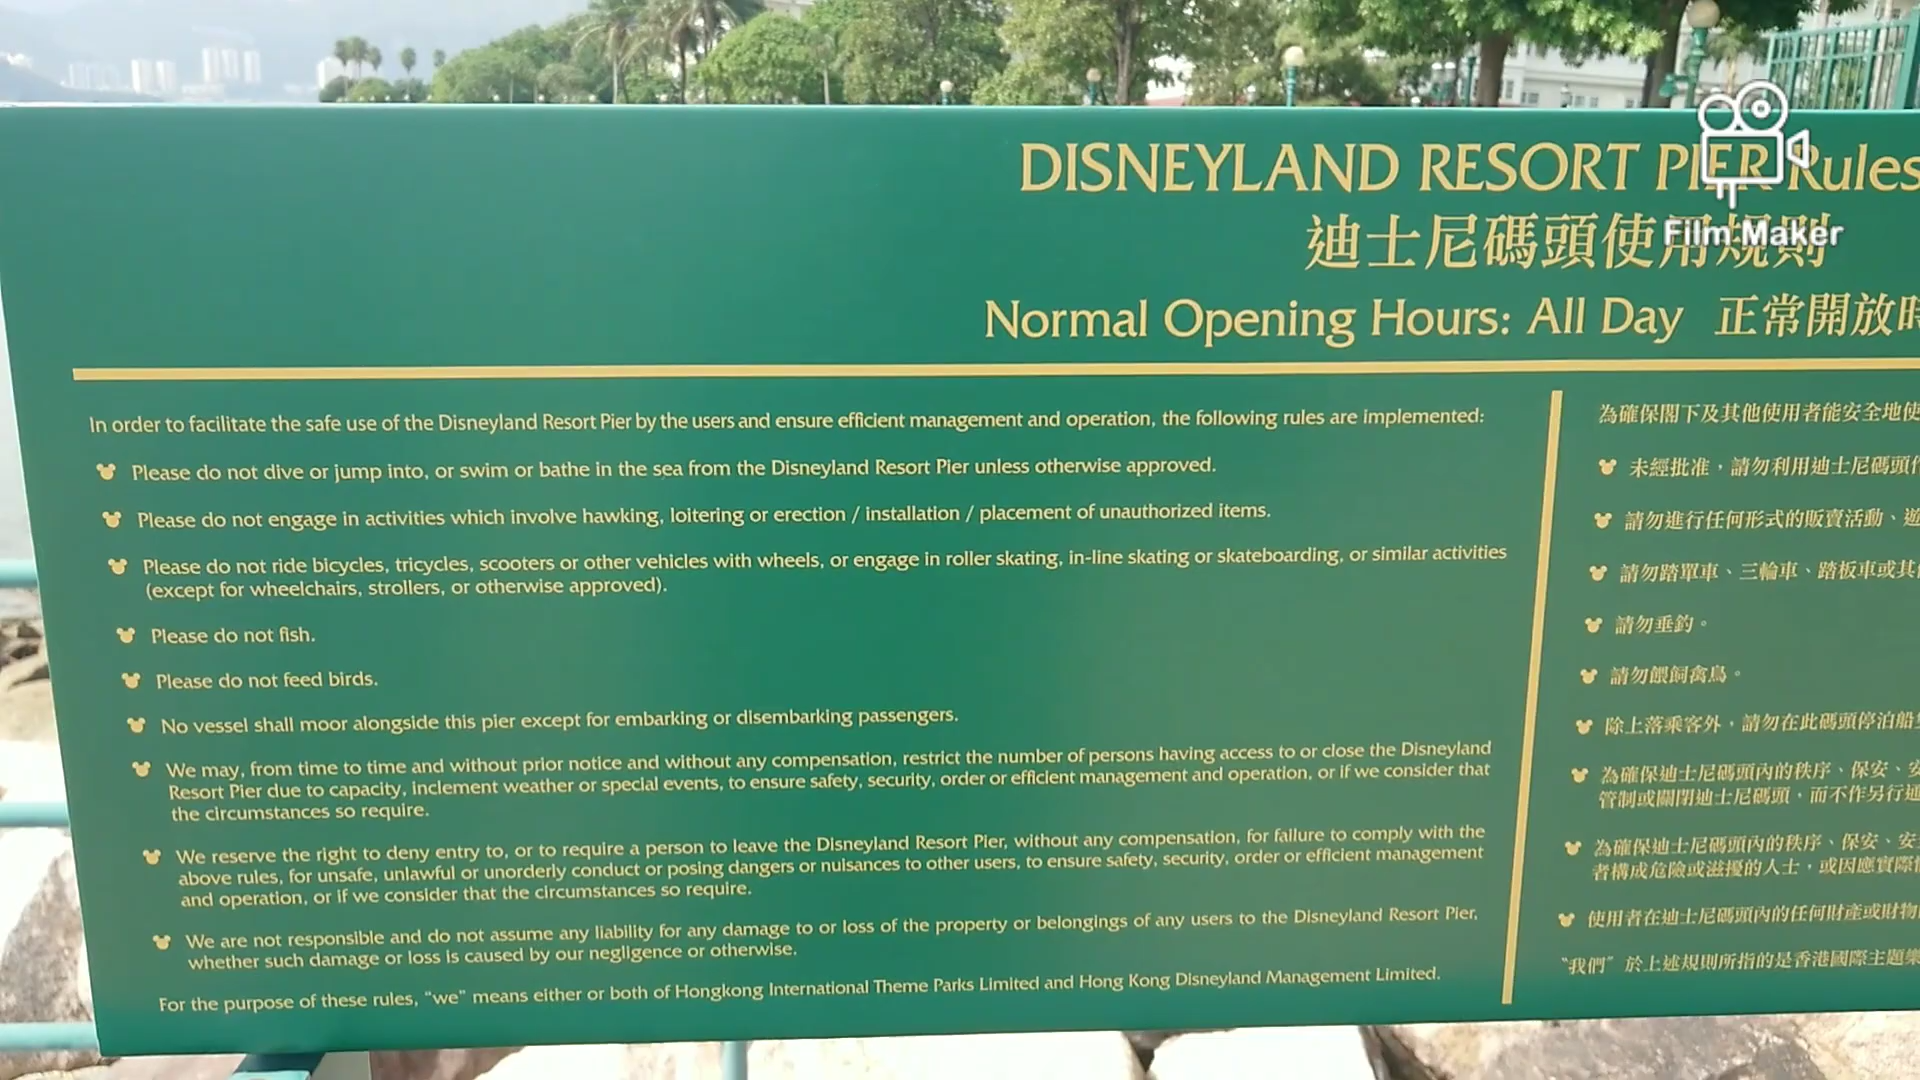 DISNEYLAND RESORT PIER Rules
迪士尼碼頭使用規則
Film Maker
Normal Opening Hours: All Day 正常開放時
In order to facilitate the safe use of the Disneyland Resort Pier by the users and ensure efficient management and operation, the following rules are implemented:
Please do not dive or jump into, or swim or bathe in the sea from the Disneyland Resort Pier unless otherwise approved.
Please do not engage in activities which involve hawking, loitering or erection / installation / placement of unauthorized items.
Please do not ride bicycles, tricycles, scooters or other vehicles with wheels, or engage in roller skating, in-line skating or skateboarding, or similar activities
(except for wheelchairs, strollers, or otherwise approved).
Please do not fish.
Please do not feed birds.
No vessel shall moor alongside this pier except for embarking or disembarking passengers.
We may, from time to time and without prior notice and without any compensation, restrict the number of persons having access to or close the Disneyland
Resort Pier due to capacity, inclement weather or special events, to ensure safety, security, order or efficient management and operation, or if we consider that
the circumstances so require.
We reserve the right to deny entry to, or to require a person to leave the Disneyland Resort Pier, without any compensation, for failure to comply with the
above rules, for unsafe, unlawful or unorderly conduct or posing dangers or nuisances to other users, to ensure safety, security, order or efficient management
and operation, or if we consider that the circumstances so require.
We are not responsible and do not assume any liability for any damage to or loss of the property or belongings of any users to the Disneyland Resort Pier,
whether such damage or loss is caused by our negligence or otherwise.
For the purpose of these rules, “we” means either or both of Hongkong International Theme Parks Limited and Hong Kong Disneyland Management Limited.
為確保閣下及其他使用者能安全地使
未經批准，請勿利用迪士尼碼頭作
請勿進行任何形式的販賣活動、遊
請勿踏單車、三輪車、踏板車或其他
請勿垂釣。
請勿餵飼禽鳥。
除上落乘客外，請勿在此碼頭停泊船隻
為確保迪士尼碼頭內的秩序、保安、安
管制或關閉迪士尼碼頭，而不作另行通
為確保迪士尼碼頭內的秩序、保安、安
者構成危險或滋擾的人士，或因應實際情
使用者在迪士尼碼頭內的任何財產或財物
“我們” 於上述規則所指的是香港國際主題樂